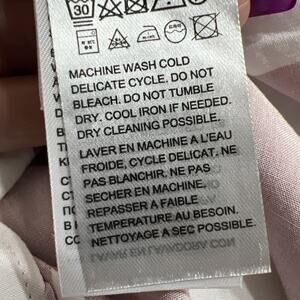 30
MACHINE WASH COLD
DELICATE CYCLE. DO NOT
BLEACH. DO NOT TUMBLE
DRY. COOL IRON IF NEEDED.
DRY CLEANING POSSIBLE.
LAVER EN MACHINE A L'EAU
FROIDE, CYCLE DELICAT. NE
PAS BLANCHIR. NE PAS
SECHER EN MACHINE.
REPASSER A FAIBLE
TEMPERATURE AU BESOIN.
NETTOYAGE A SEC POSSIBLE.